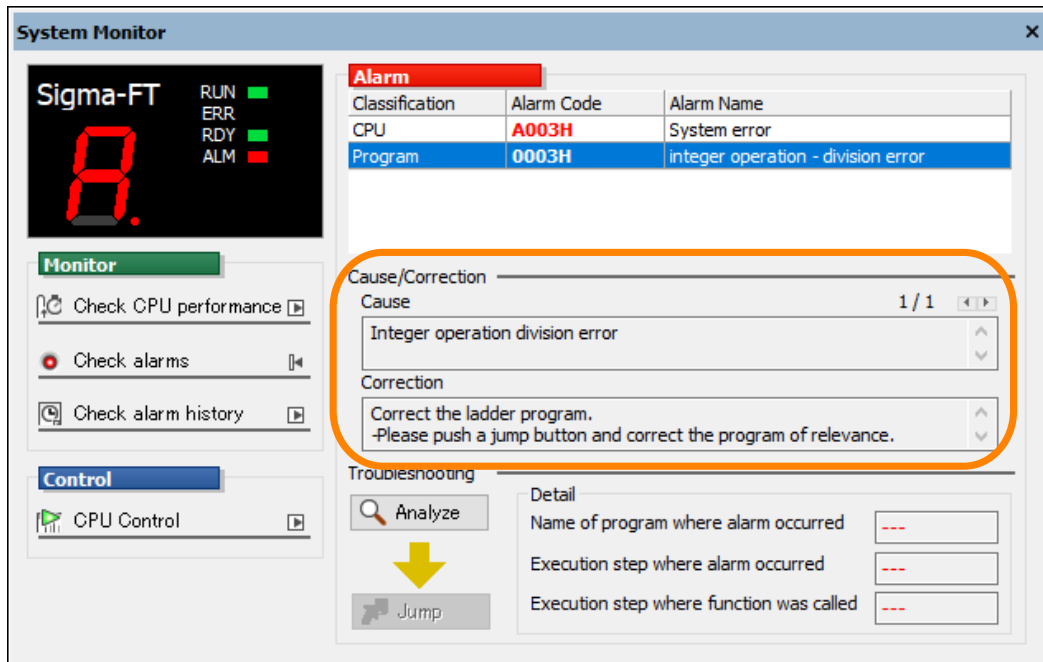 System Monitor
Sigma-FT
RUN
ERR
RDY
ALM
A.
Monitor
Check CPU performance
Check alarms
Check alarm history
Control
CPU Control
Alarm
Classification Alarm Code Alarm Name
CPU A003H System error
Program 0003H integer operation - division error
Cause/Correction
Cause 1 / 1
Integer operation division error
Correction
Correct the ladder program.
-Please push a jump button and correct the program of relevance.
Troubleshooting
Analyze
Jump
Detail
Name of program where alarm occurred ---
Execution step where alarm occurred ---
Execution step where function was called ---